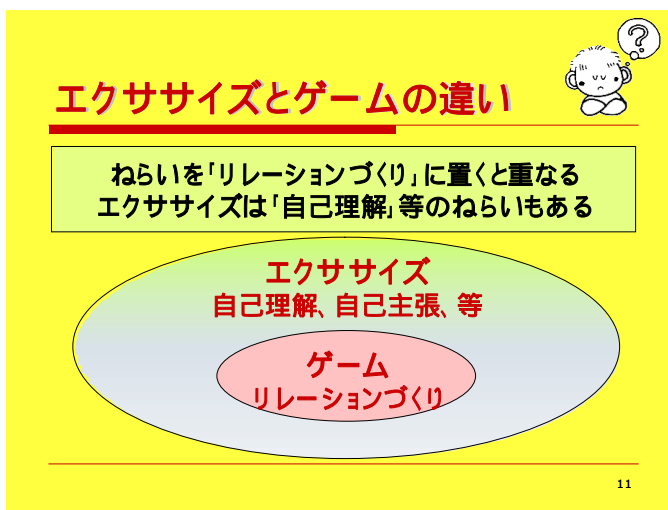 ?
エクササイズとゲームの違い
ねらいを「リレーションづくり」に置くと重なる
エクササイズは「自己理解」等のねらいもある
エクササイズ
自己理解、自己主張、等
ゲーム
リレーションづくり
11